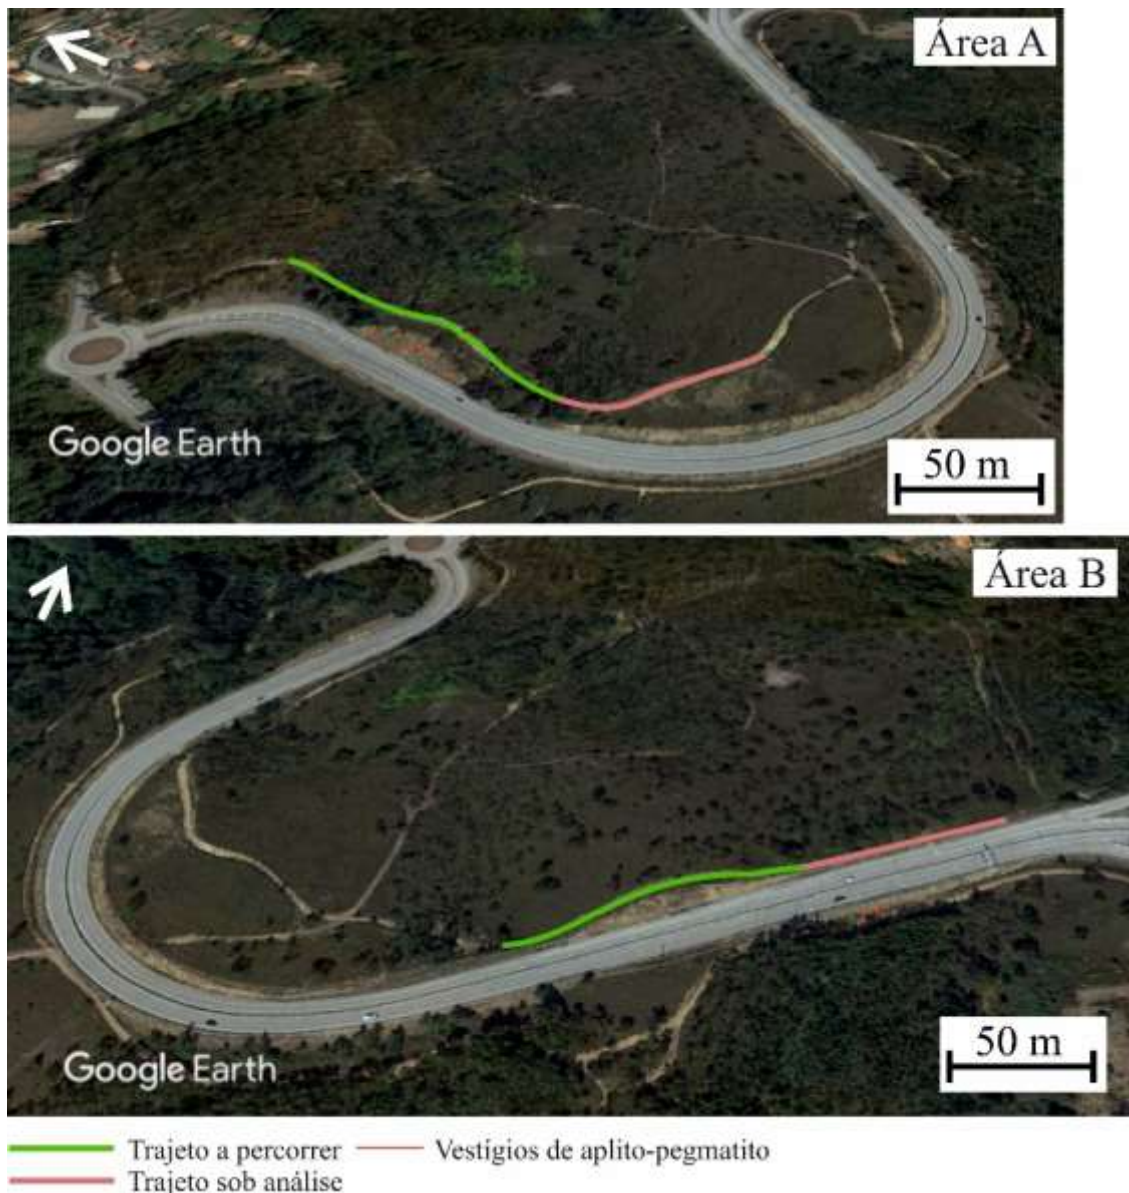 Área A
Google Earth
50 m
Área B
Google Earth
50 m
Trajeto a percorrer
Vestígios de aplito-pegmatito
Trajeto sob análise